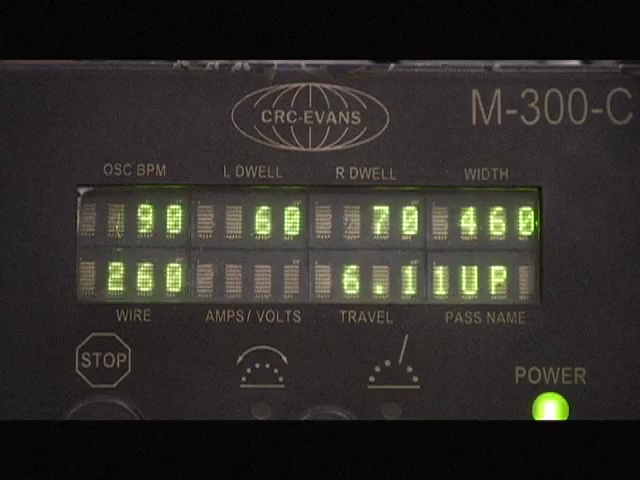 CRC-EVANS
M-300-C
OSC BPM L DWELL R DWELL WIDTH
90 60 70 460
260 6.1 1UP
WIRE AMPS/VOLTS TRAVEL PASS NAME
STOP
POWER